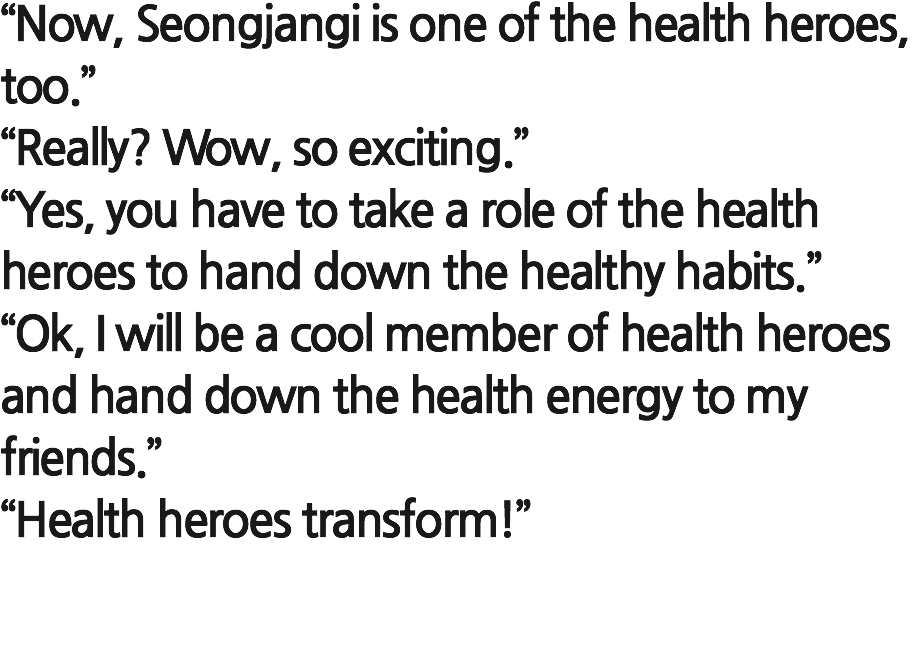 “Now, Seongjangi is one of the health heroes,
too.”
“Really? Wow, so exciting.”
“Yes, you have to take a role of the health
heroes to hand down the healthy habits.”
“Ok, I will be a cool member of health heroes
and hand down the health energy to my
friends.”
“Health heroes transform!”